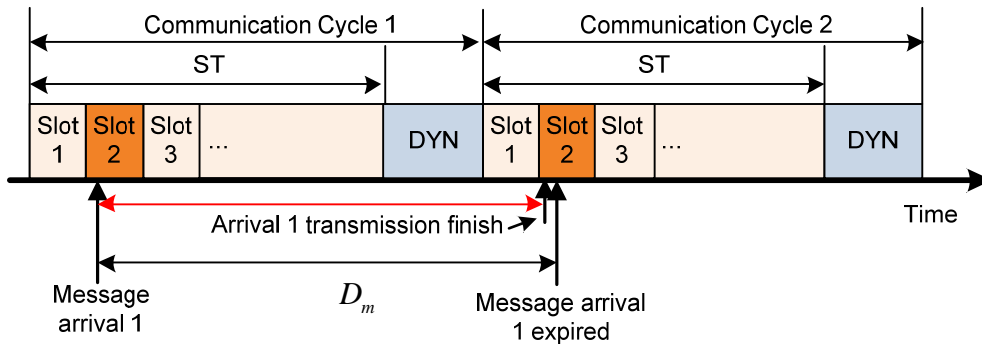 Communication Cycle 1
Communication Cycle 2
ST
ST
Slot
1
Slot
2
Slot
3
...
DYN
Slot
1
Slot
2
Slot
3
...
DYN
Arrival 1 transmission finish
Time
Message
arrival 1
D_m
Message arrival
1 expired